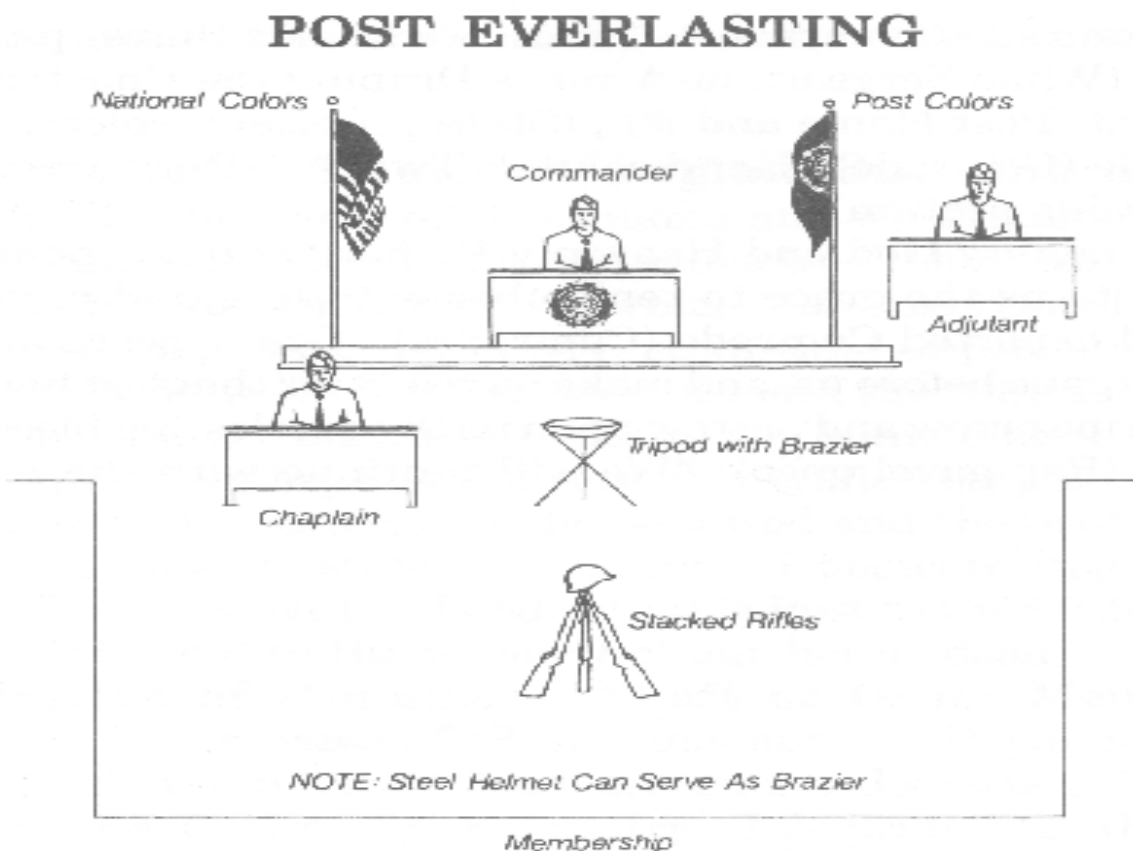 POST EVERLASTING
National Colors
Post Colors
Commander
Adjutant
Tripod with Brazier
Chaplain
Stacked Rifles
NOTE: Steel Helmet Can Serve As Brazier
Membership